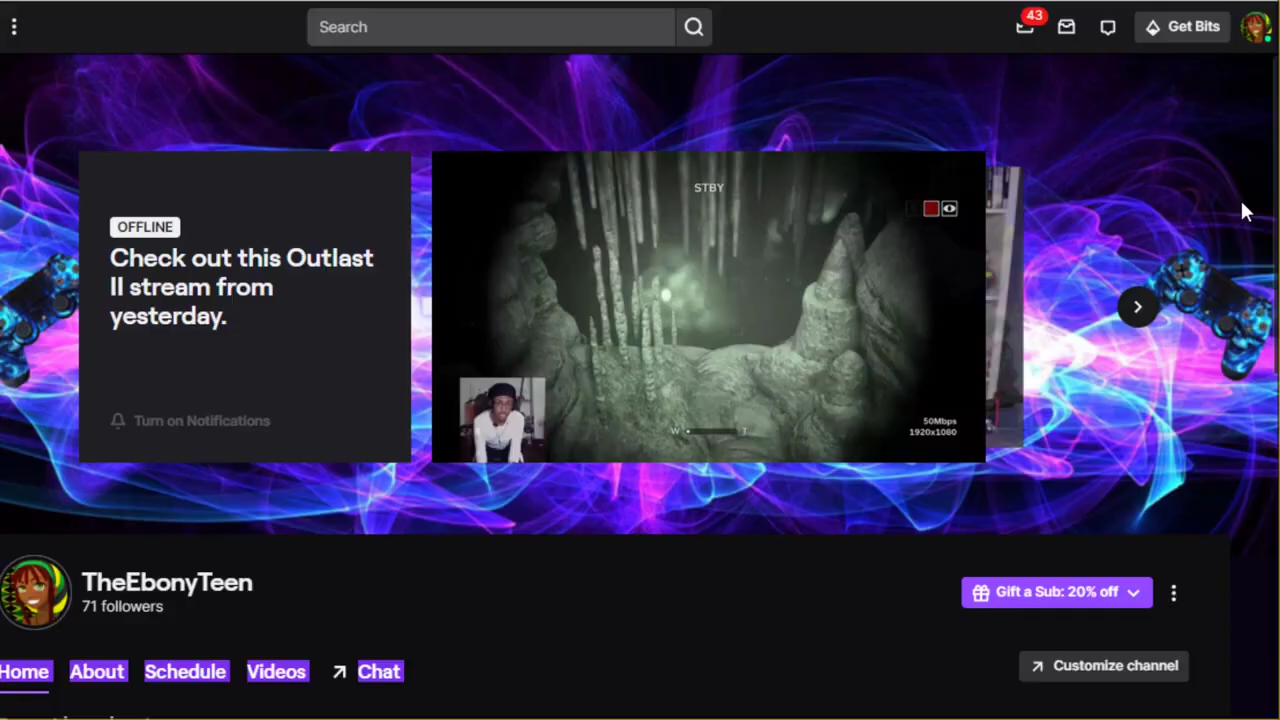 Search
43
Get Bits
STBY
OFFLINE
Check out this Outlast
II stream from
yesterday.
Turn on Notifications
W
T
50Mbps
1920x1080
TheEbonyTeen
71 followers
Gift a Sub: 20% off
Home About Schedule Videos Chat
Customize channel